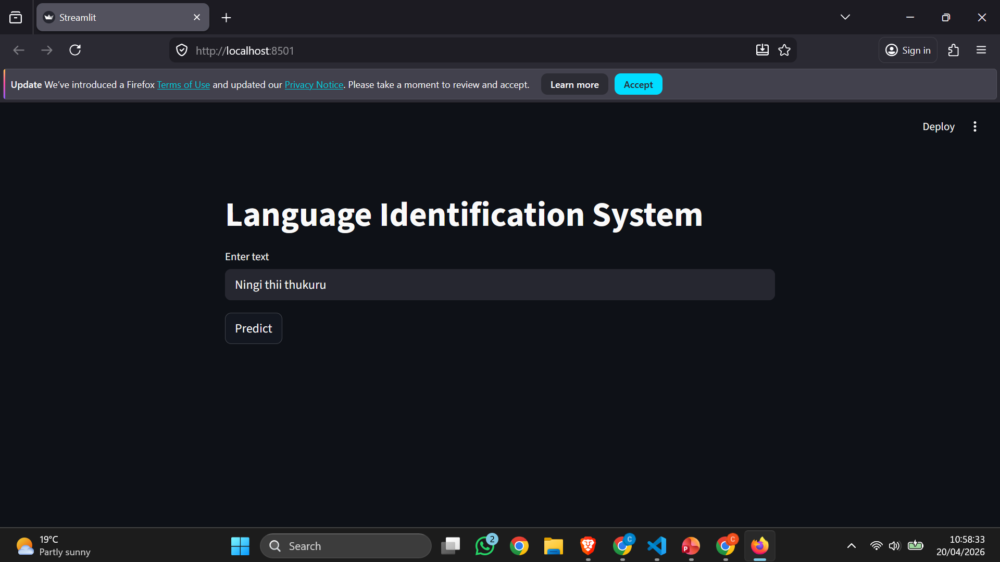 Streamlit
http://localhost:8501
Sign in
Update We've introduced a Firefox Terms of Use and updated our Privacy Notice. Please take a moment to review and accept.
Learn more
Accept
Deploy
Language Identification System
Enter text
Ningi thii thukuru
Predict
19°C
Partly sunny
Search
2
C
P
C
10:58:33
20/04/2026